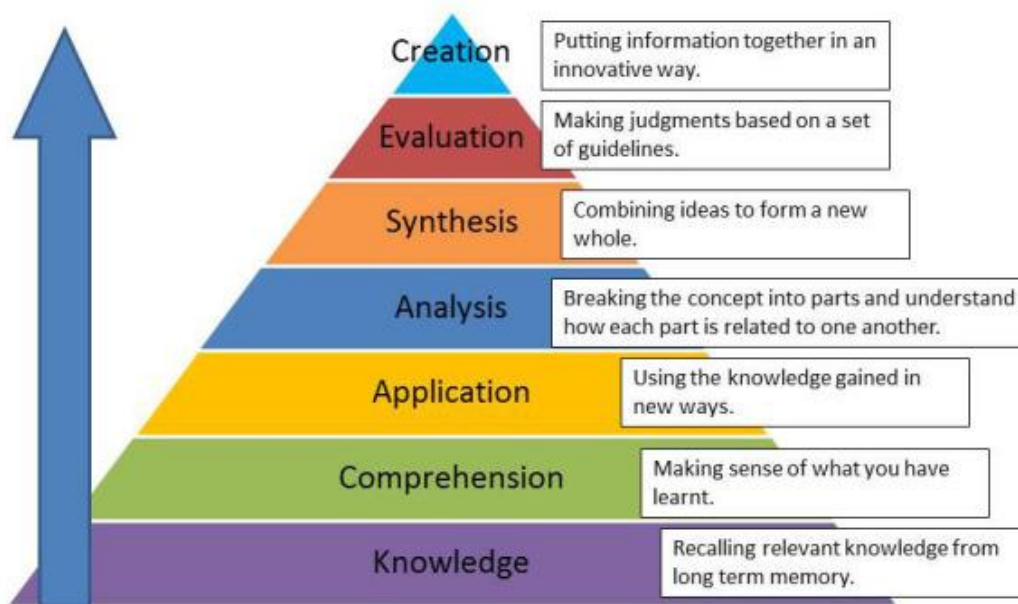 Creation
Putting information together in an
innovative way.
Evaluation
Making judgments based on a set
of guidelines.
Synthesis
Combining ideas to form a new
whole.
Analysis
Breaking the concept into parts and understand
how each part is related to one another.
Application
Using the knowledge gained in
new ways.
Comprehension
Making sense of what you have
learnt.
Knowledge
Recalling relevant knowledge from
long term memory.